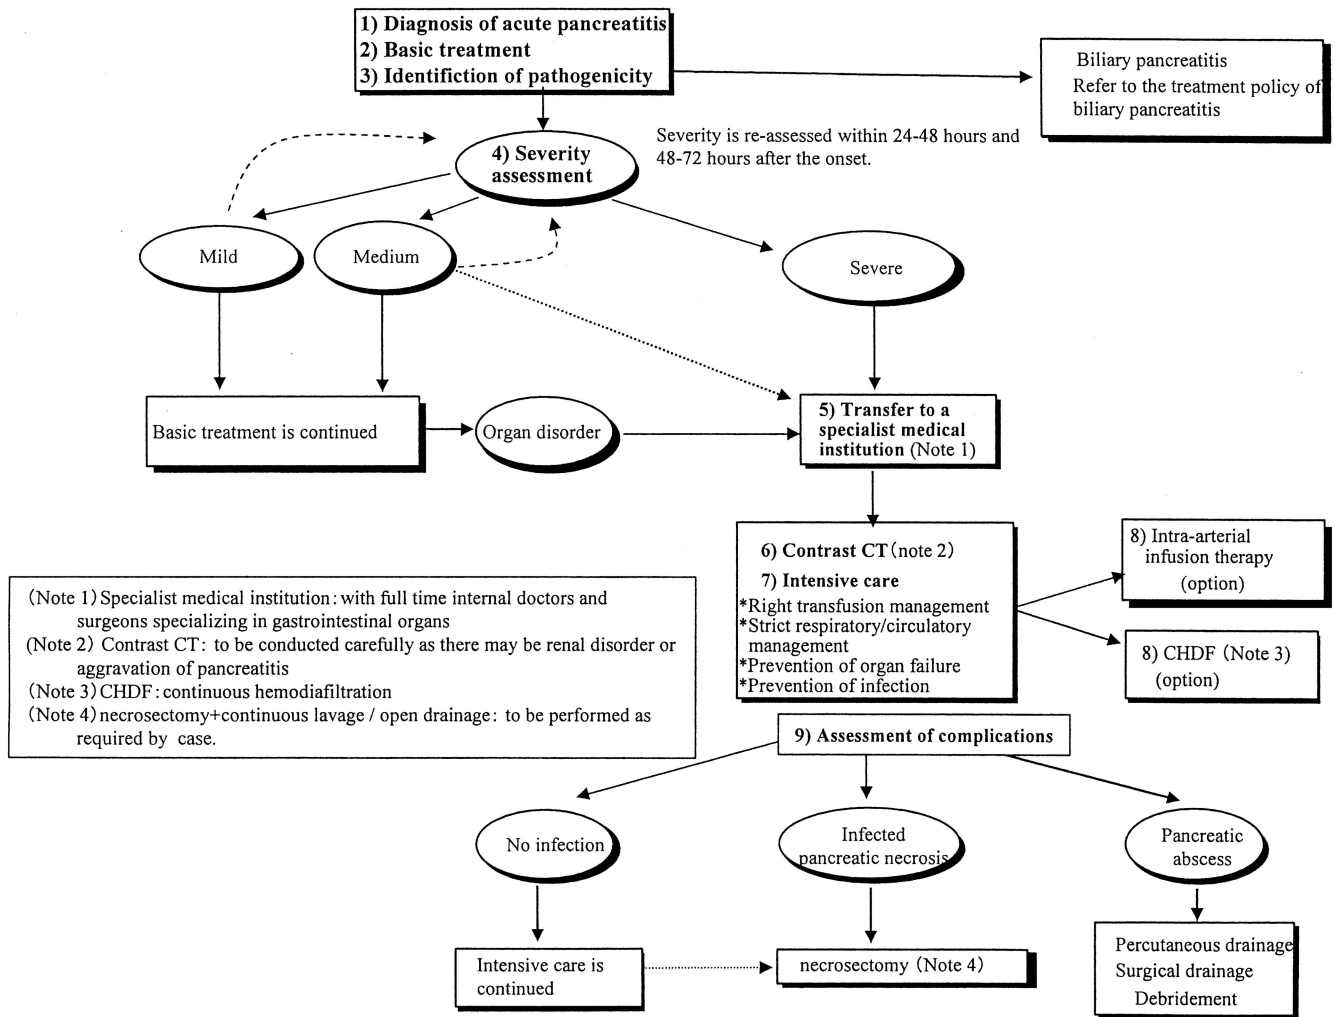 1) Diagnosis of acute pancreatitis
2) Basic treatment
3) Identifiction of pathogenicity
Biliary pancreatitis
Refer to the treatment policy of
biliary pancreatitis
4) Severity
assessment
Severity is re-assessed within 24-48 hours and
48-72 hours after the onset.
Mild
Medium
Severe
Basic treatment is continued
Organ disorder
5) Transfer to a
specialist medical
institution (Note 1)
6) Contrast CT (note 2)
7) Intensive care
*Right transfusion management
*Strict respiratory/circulatory
management
*Prevention of organ failure
*Prevention of infection
8) Intra-arterial
infusion therapy
(option)
8) CHDF (Note 3)
(option)
(Note 1) Specialist medical institution: with full time internal doctors and
surgeons specializing in gastrointestinal organs
(Note 2) Contrast CT: to be conducted carefully as there may be renal disorder or
aggravation of pancreatitis
(Note 3) CHDF: continuous hemodiafiltration
(Note 4) necrosectomy+continuous lavage / open drainage: to be performed as
required by case.
9) Assessment of complications
No infection
Infected
pancreatic necrosis
Pancreatic
abscess
Intensive care is
continued
necrosectomy (Note 4)
Percutaneous drainage
Surgical drainage
Debridement